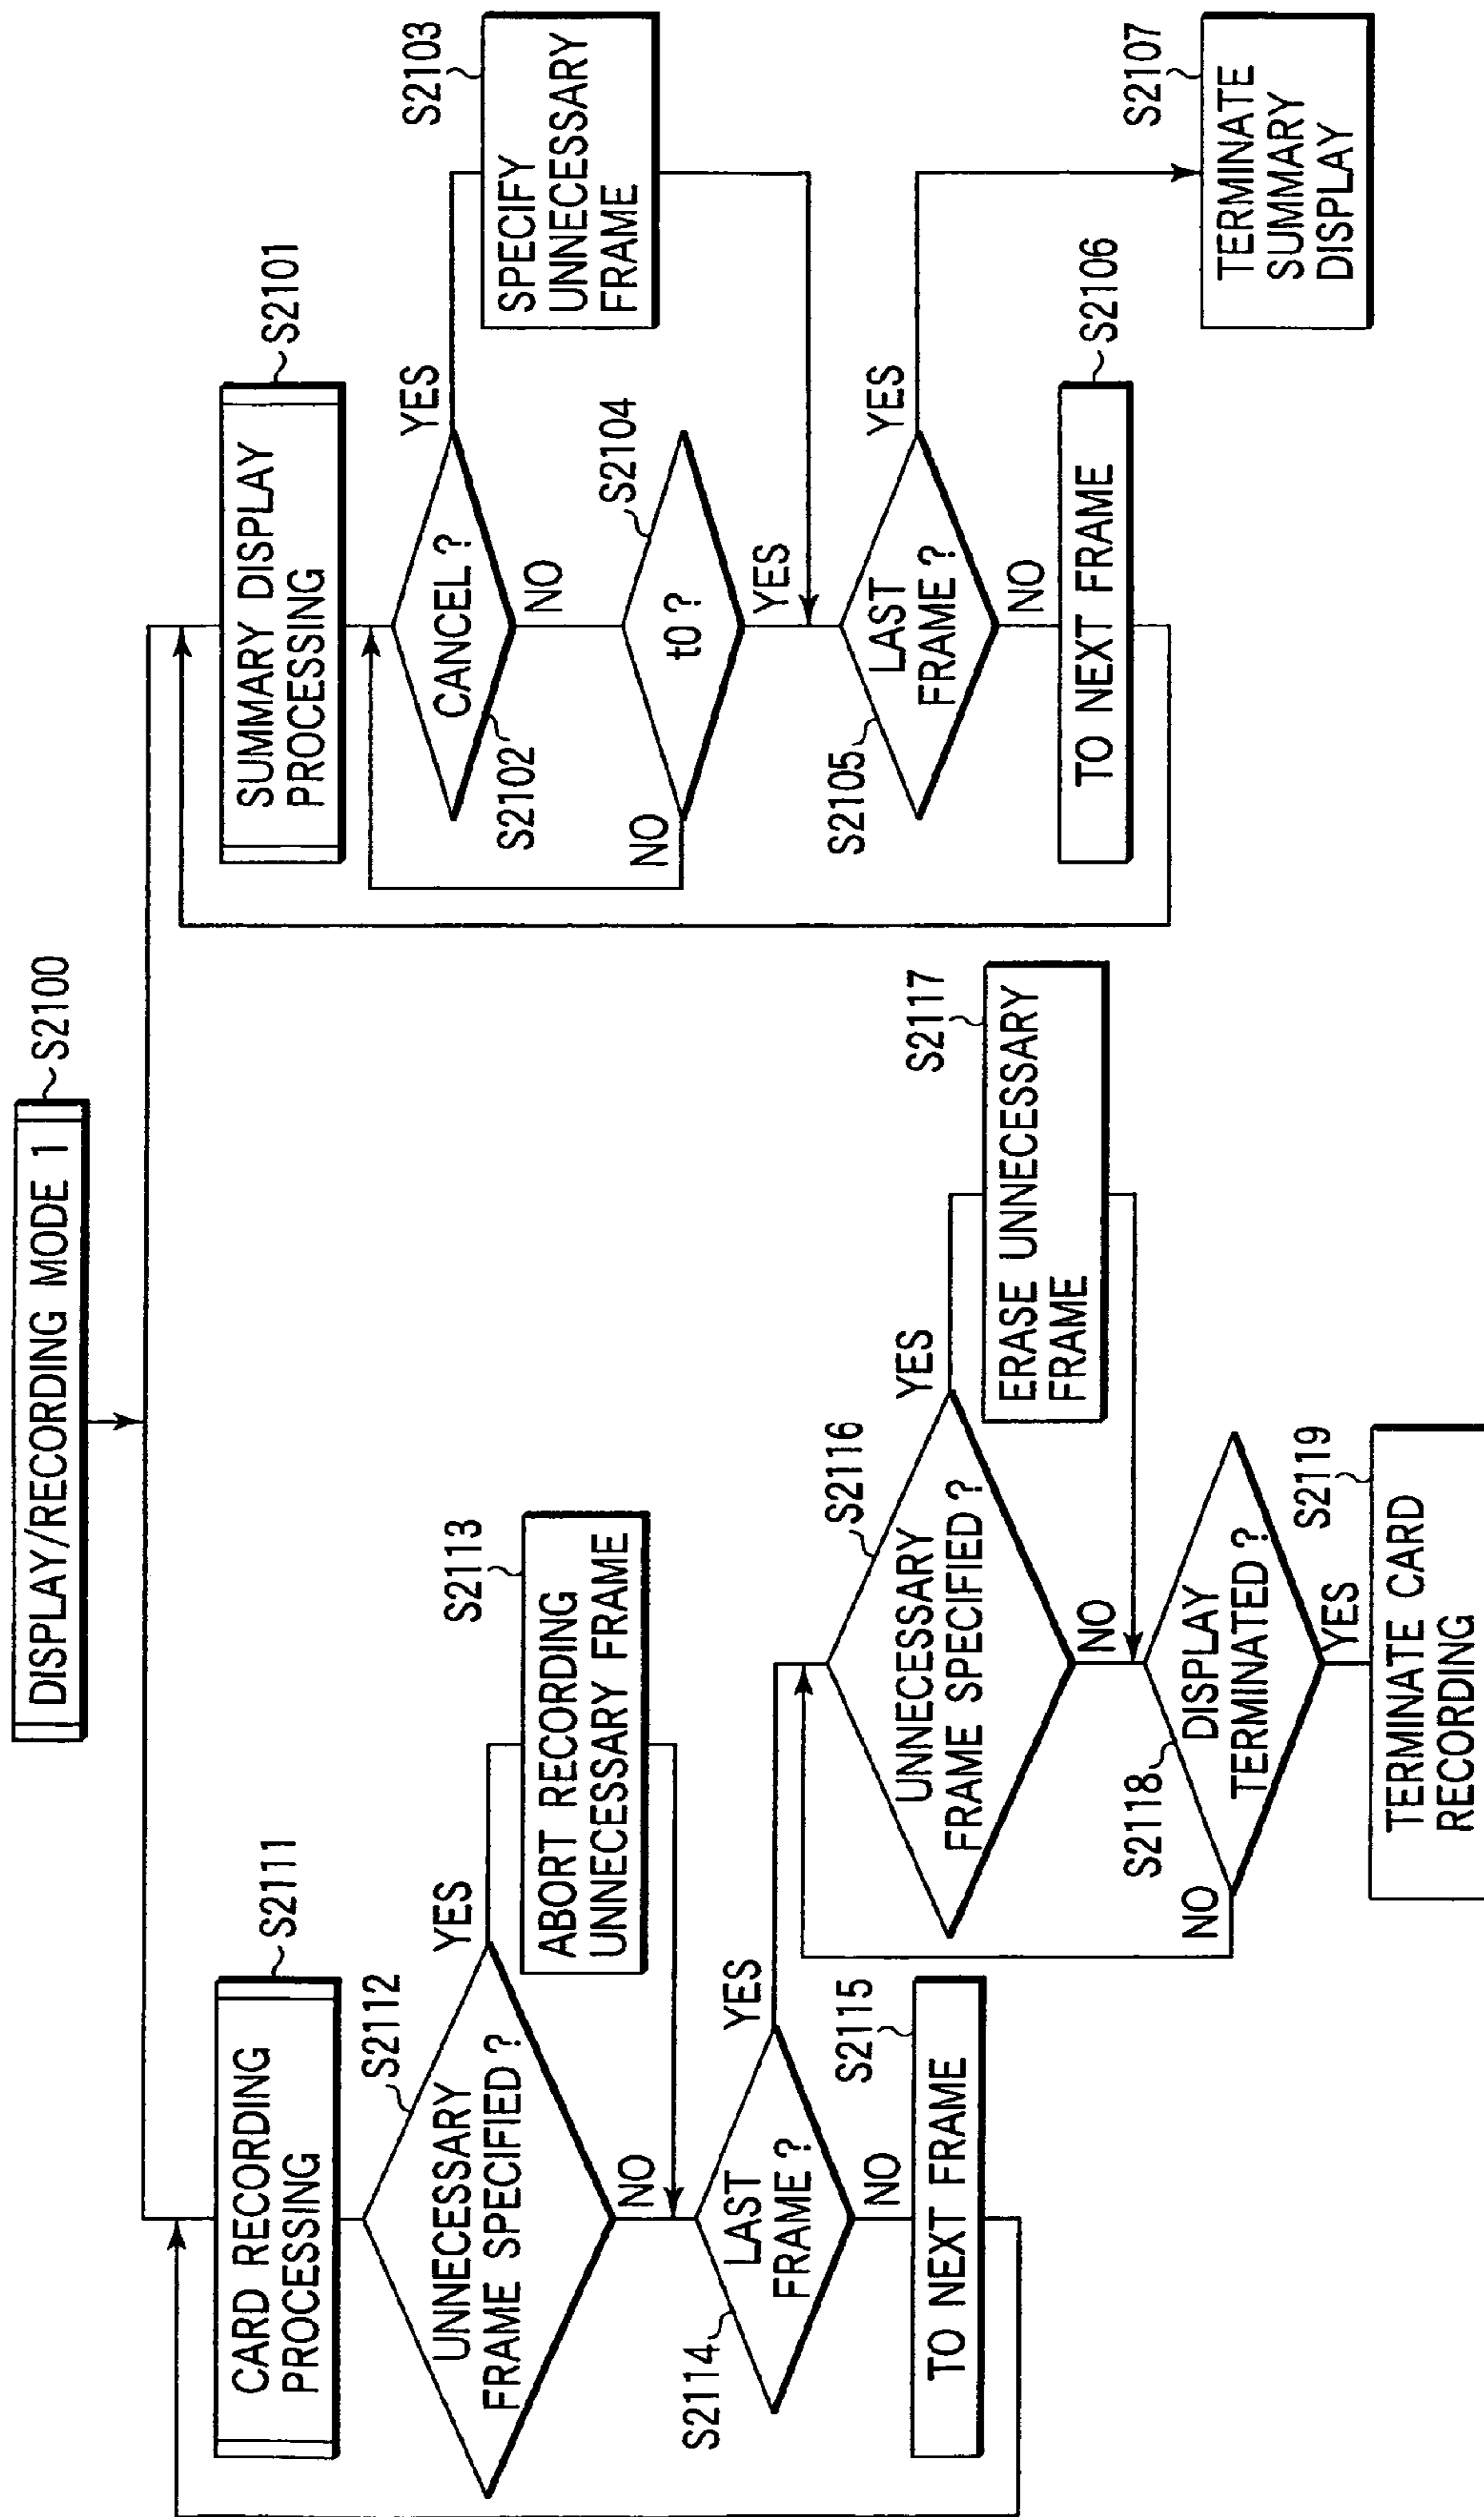 DISPLAY/RECORDING MODE 1
S2100
CARD RECORDING
PROCESSING
S2111
UNNECESSARY
FRAME SPECIFIED ?
S2112
YES
NO
ABORT RECORDING
UNNECESSARY FRAME
S2113
LAST
FRAME ?
S2114
YES
NO
TO NEXT FRAME
S2115
UNNECESSARY
FRAME SPECIFIED ?
S2116
YES
NO
ERASE UNNECESSARY
FRAME
S2117
DISPLAY
TERMINATED ?
S2118
NO
YES
TERMINATE CARD
RECORDING
S2119
SUMMARY DISPLAY
PROCESSING
S2101
CANCEL ?
S2102
YES
NO
SPECIFY
UNNECESSARY
FRAME
S2103
t0 ?
S2104
NO
YES
LAST
FRAME ?
S2105
YES
NO
TO NEXT FRAME
S2106
TERMINATE
SUMMARY
DISPLAY
S2107